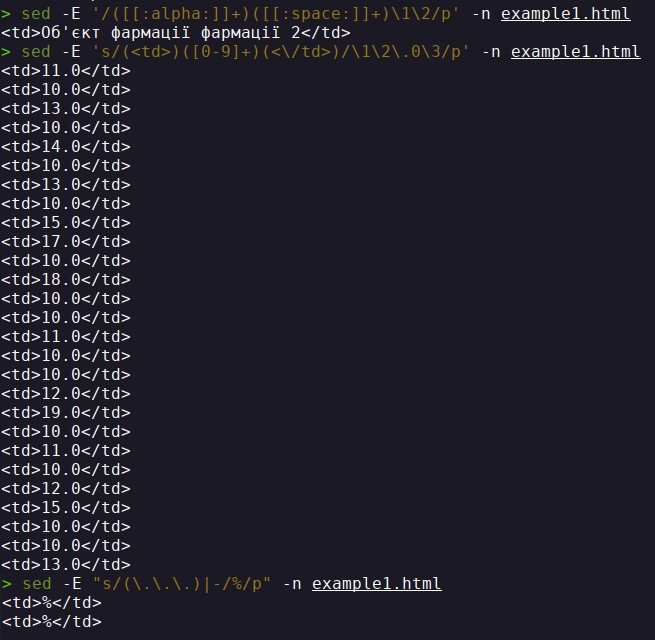 > sed -E '/([[:alpha:]]+)([[:space:]]+)\1\2/p' -n example1.html
<td>Об'єкт фармації фармації 2</td>
> sed -E 's/(<td>)([0-9]+)(<\/td>)/\1\2\.0\3/p' -n example1.html
<td>11.0</td>
<td>10.0</td>
<td>13.0</td>
<td>10.0</td>
<td>14.0</td>
<td>10.0</td>
<td>13.0</td>
<td>10.0</td>
<td>15.0</td>
<td>17.0</td>
<td>10.0</td>
<td>18.0</td>
<td>10.0</td>
<td>10.0</td>
<td>11.0</td>
<td>10.0</td>
<td>10.0</td>
<td>12.0</td>
<td>19.0</td>
<td>10.0</td>
<td>11.0</td>
<td>10.0</td>
<td>12.0</td>
<td>15.0</td>
<td>10.0</td>
<td>10.0</td>
<td>13.0</td>
> sed -E "s/(\.\.\.)|-/%/p" -n example1.html
<td>%</td>
<td>%</td>